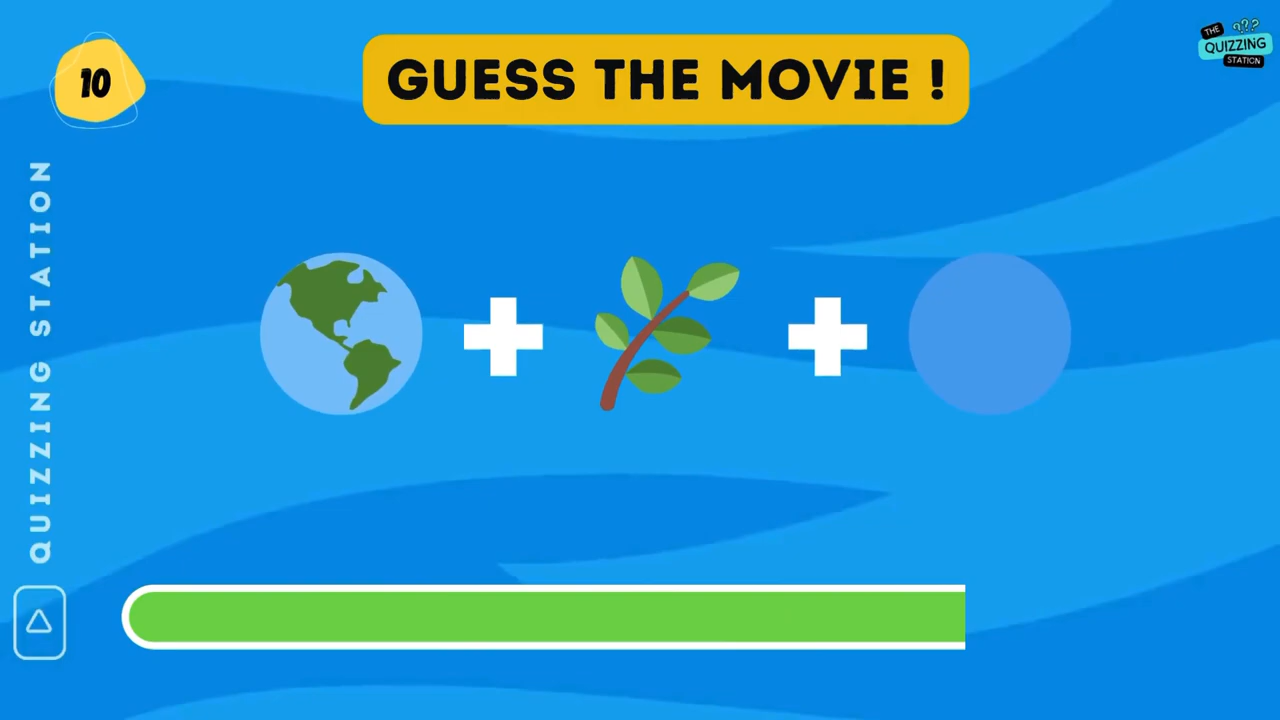 10
GUESS THE MOVIE !
THE ???
QUIZZING
STATION
QUIZZING STATION